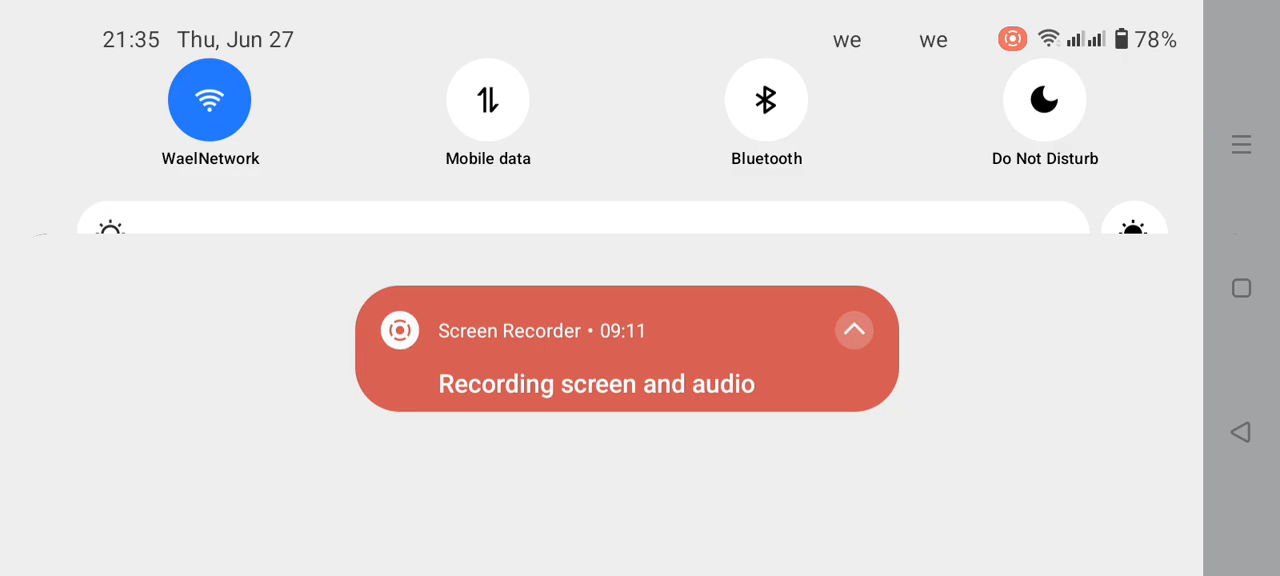 21:35 Thu, Jun 27 we we 78%
WaelNetwork Mobile data Bluetooth Do Not Disturb
Screen Recorder • 09:11
Recording screen and audio